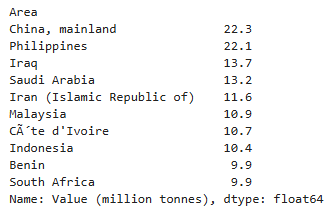 Area
China, mainland 22.3
Philippines 22.1
Iraq 13.7
Saudi Arabia 13.2
Iran (Islamic Republic of) 11.6
Malaysia 10.9
CÃ´te d'Ivoire 10.7
Indonesia 10.4
Benin 9.9
South Africa 9.9
Name: Value (million tonnes), dtype: float64